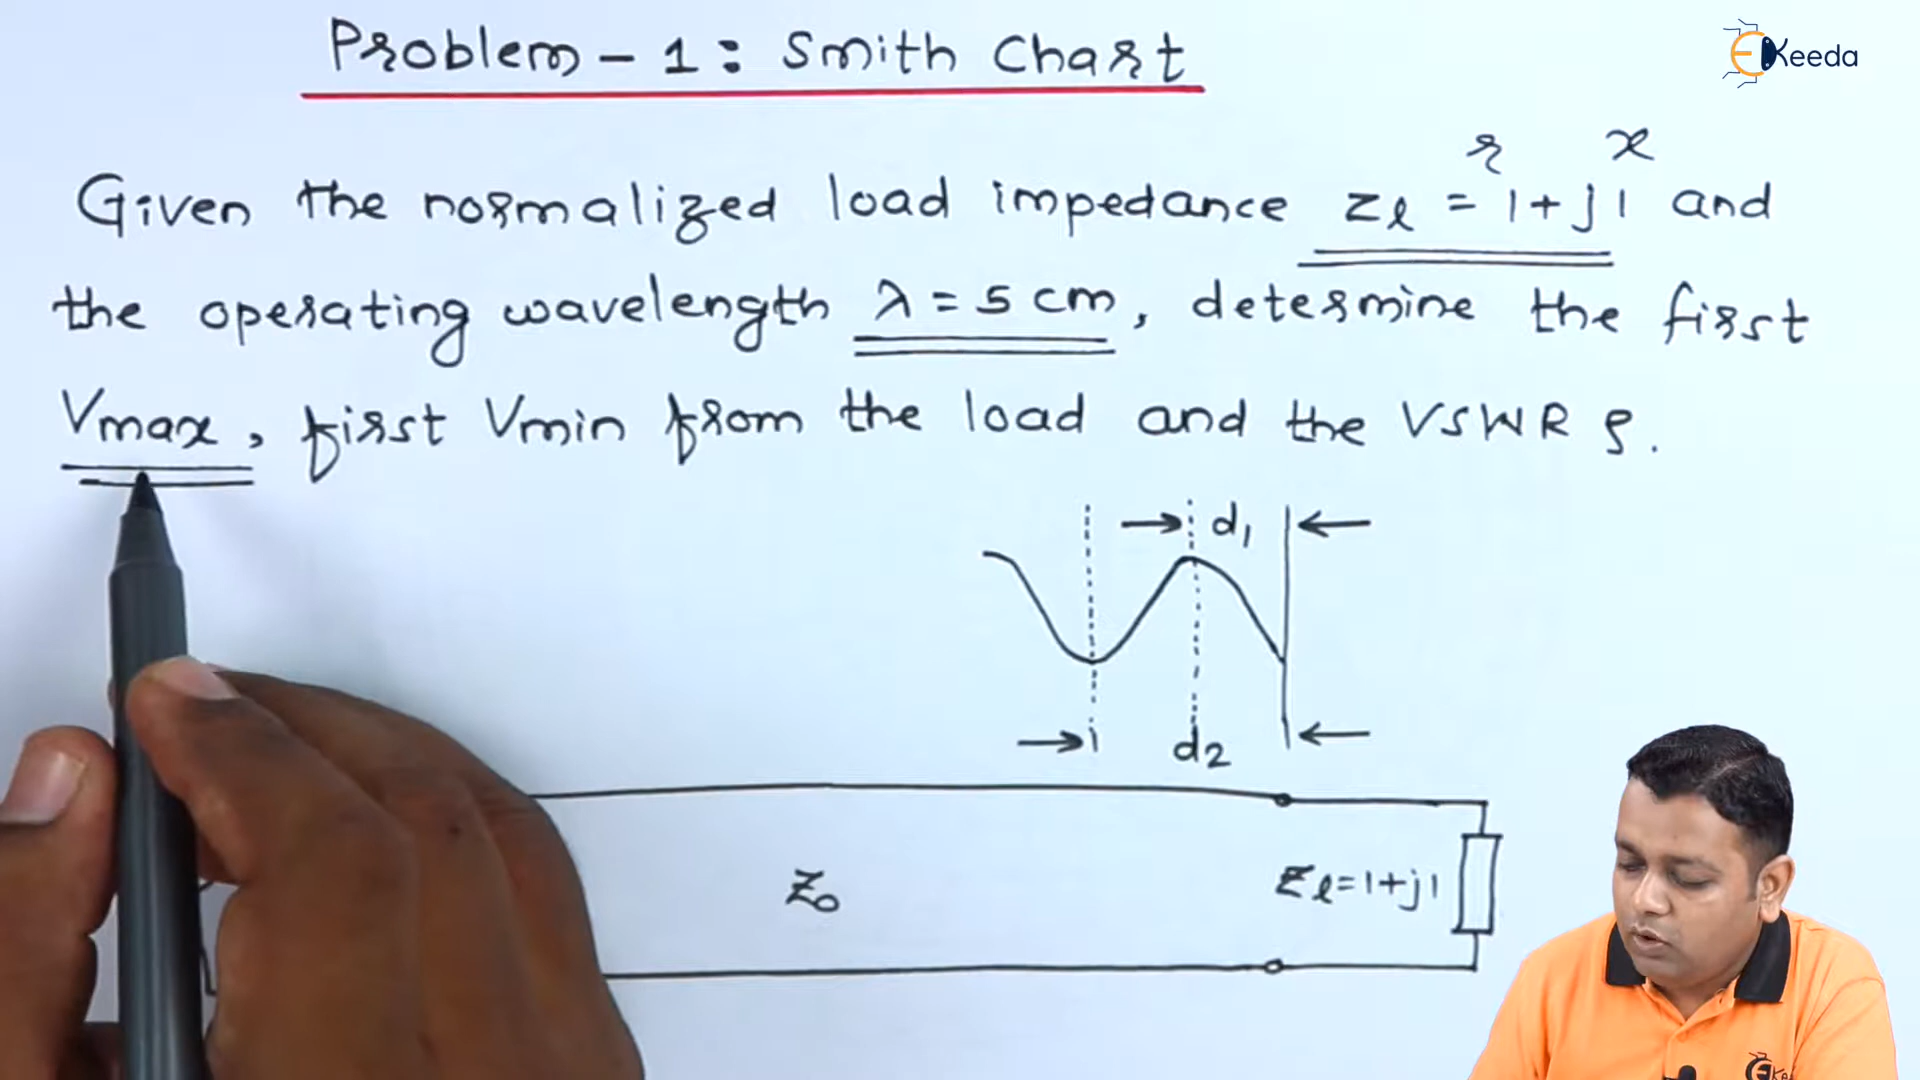 Problem - 1 : Smith Chart
EKeeda
r x
Given the normalized load impedance zℓ = 1+j1 and
the operating wavelength λ = 5 cm, determine the first
Vmax, first Vmin from the load and the VSWR ρ.
d1
d2
Z0
Zℓ=1+j1